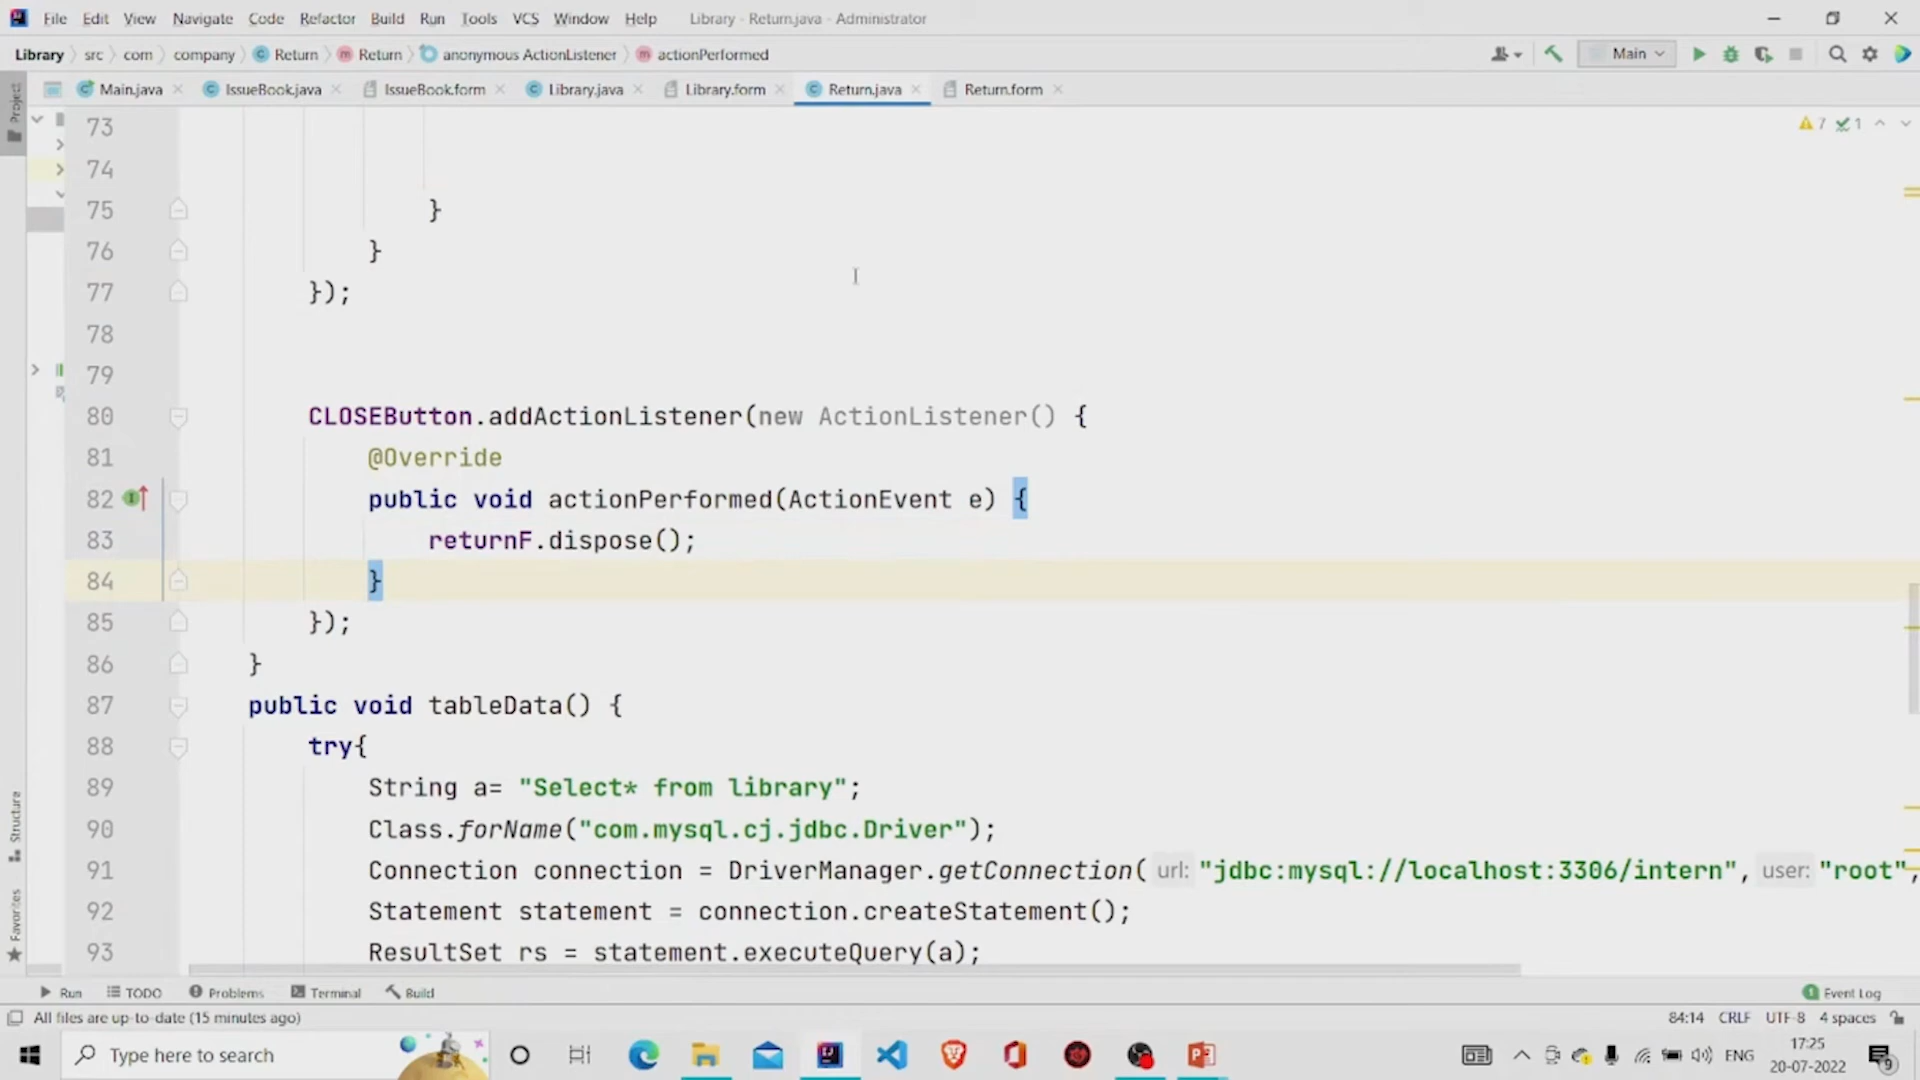 File Edit View Navigate Code Refactor Build Run Tools VCS Window Help Library - Return.java - Administrator
Library src com company Return Return anonymous ActionListener actionPerformed Main
Main.java IssueBook.java IssueBook.form Library.java Library.form Return.java Return.form
Project
7 1
73
74
75 }
76 }
77 });
78
79
80 CLOSEButton.addActionListener(new ActionListener() {
81 @Override
82 public void actionPerformed(ActionEvent e) {
83 returnF.dispose();
84 }
85 });
86 }
87 public void tableData() {
88 try{
89 String a= "Select* from library";
90 Class.forName("com.mysql.cj.jdbc.Driver");
91 Connection connection = DriverManager.getConnection( url: "jdbc:mysql://localhost:3306/intern", user: "root",
92 Statement statement = connection.createStatement();
93 ResultSet rs = statement.executeQuery(a);
Structure
Favorites
Run TODO Problems Terminal Build 1 Event Log
All files are up-to-date (15 minutes ago) 84:14 CRLF UTF-8 4 spaces
Type here to search ENG 17:25
20-07-2022 9